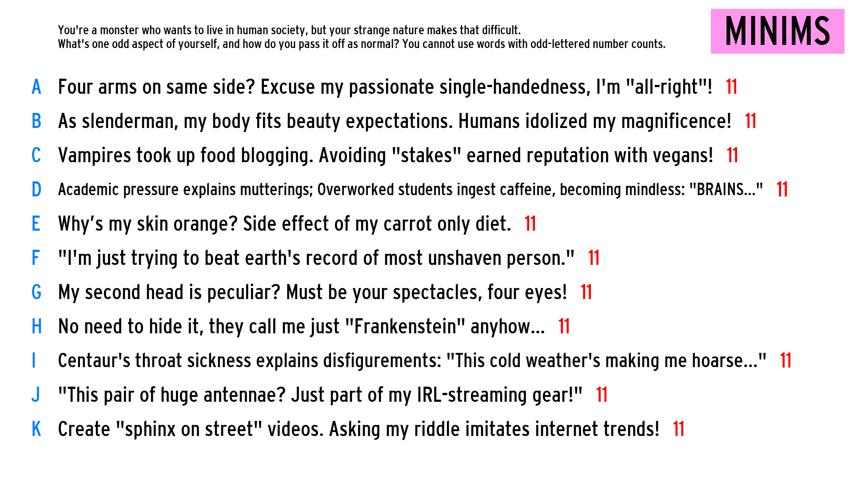 You're a monster who wants to live in human society, but your strange nature makes that difficult.
What's one odd aspect of yourself, and how do you pass it off as normal? You cannot use words with odd-lettered number counts.
MINIMS
A Four arms on same side? Excuse my passionate single-handedness, I'm "all-right"! 11
B As slenderman, my body fits beauty expectations. Humans idolized my magnificence! 11
C Vampires took up food blogging. Avoiding "stakes" earned reputation with vegans! 11
D Academic pressure explains mutterings; Overworked students ingest caffeine, becoming mindless: "BRAINS..." 11
E Why’s my skin orange? Side effect of my carrot only diet. 11
F "I'm just trying to beat earth's record of most unshaven person." 11
G My second head is peculiar? Must be your spectacles, four eyes! 11
H No need to hide it, they call me just "Frankenstein" anyhow... 11
I Centaur's throat sickness explains disfigurements: "This cold weather's making me hoarse..." 11
J "This pair of huge antennae? Just part of my IRL-streaming gear!" 11
K Create "sphinx on street" videos. Asking my riddle imitates internet trends! 11